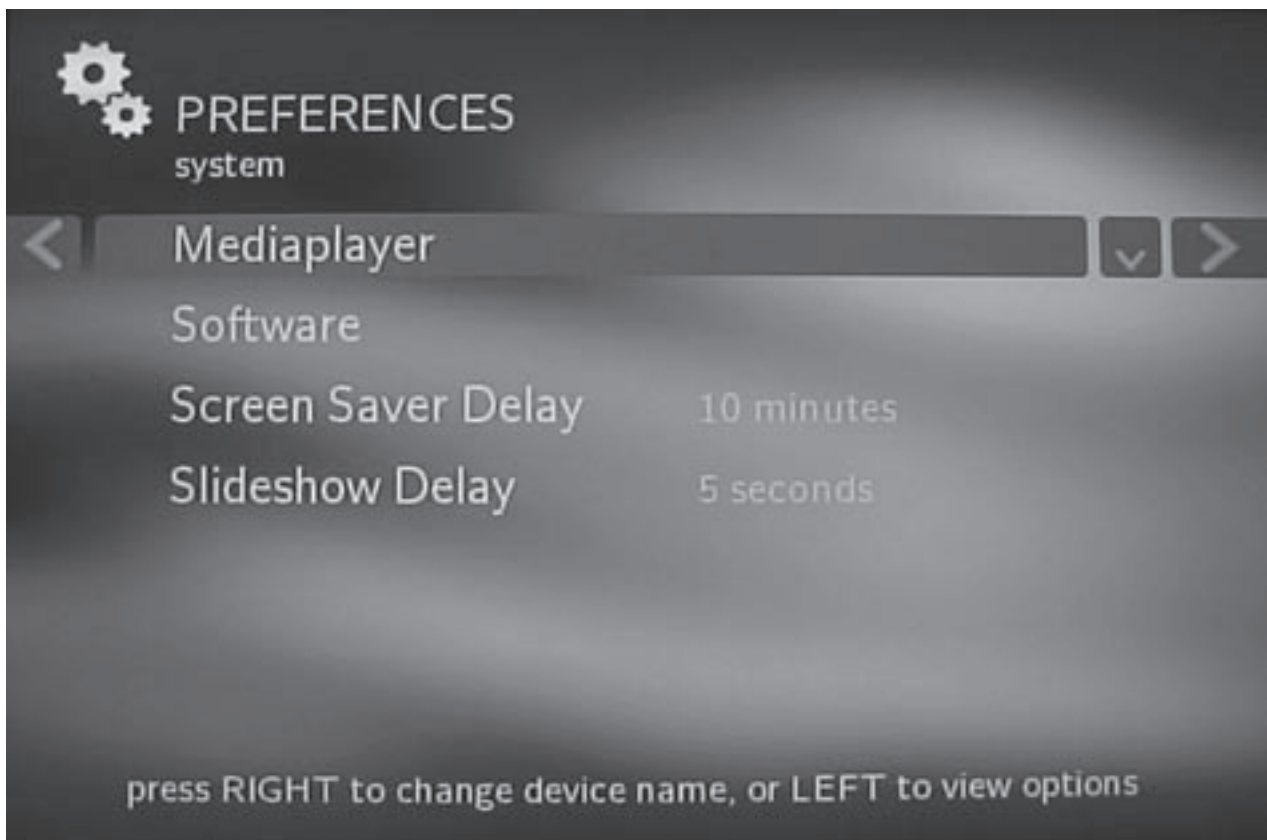 PREFERENCES
system
Mediaplayer
Software
Screen Saver Delay 10 minutes
Slideshow Delay 5 seconds
press RIGHT to change device name, or LEFT to view options